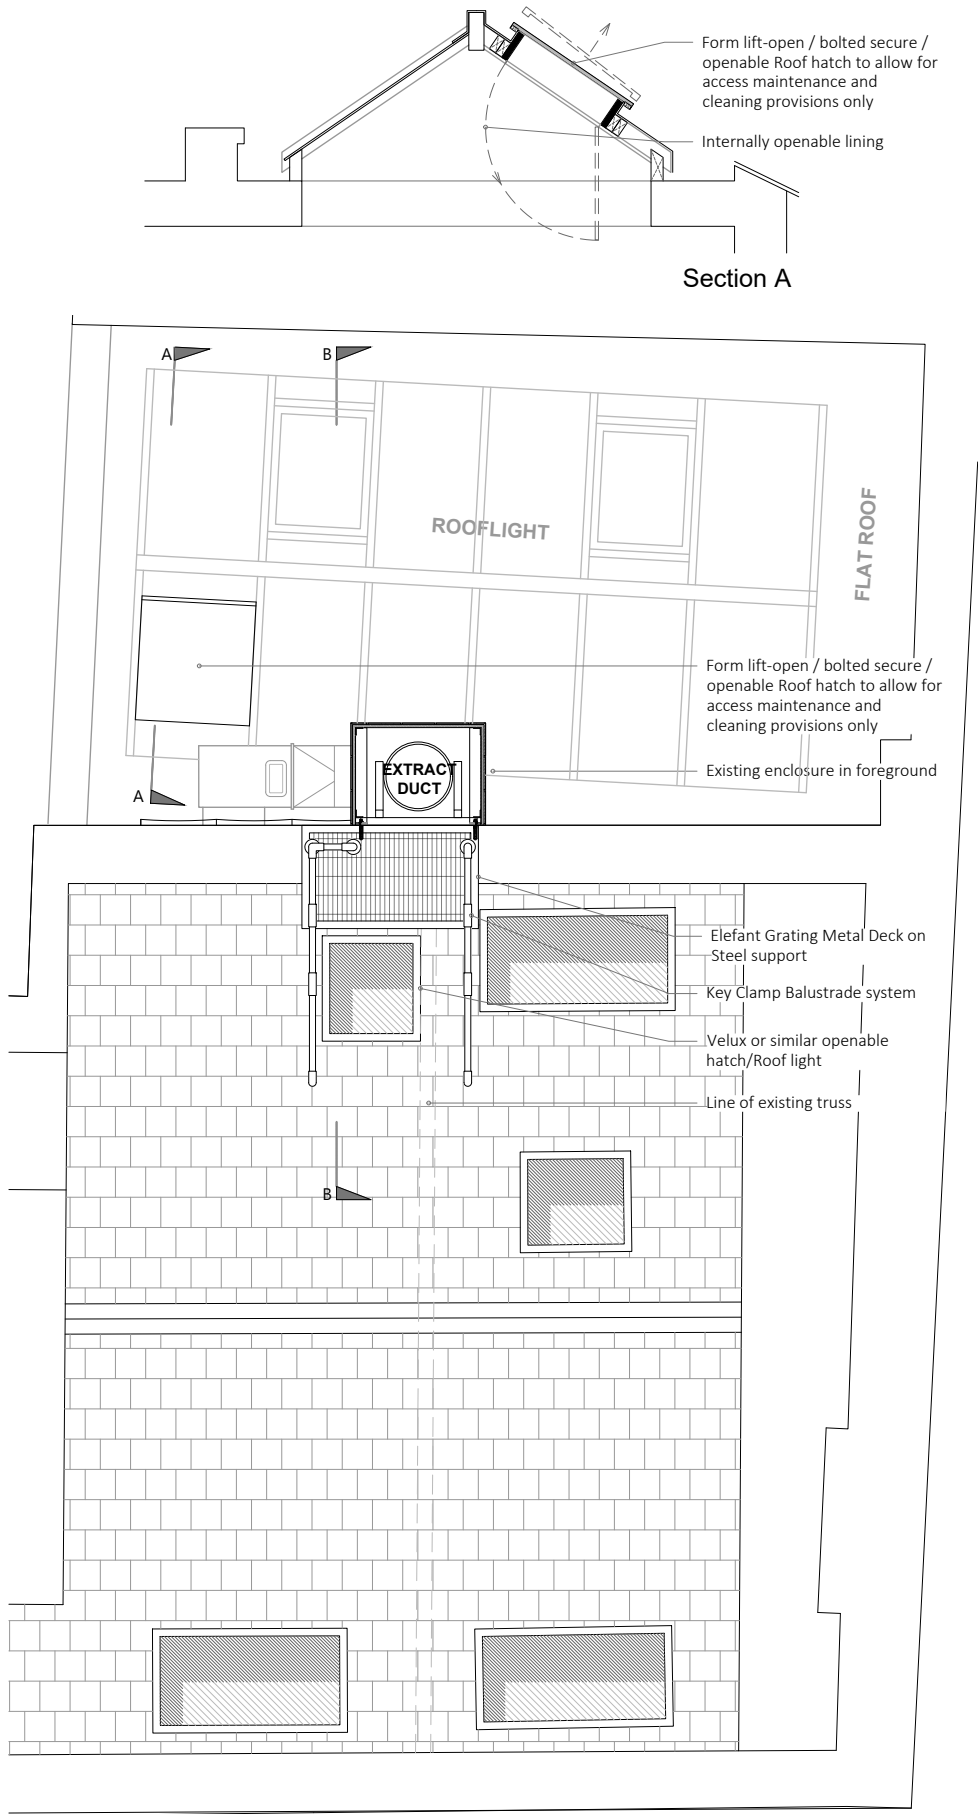 Form lift-open / bolted secure /
openable Roof hatch to allow for
access maintenance and
cleaning provisions only
Internally openable lining
Section A
A
B
ROOFLIGHT
FLAT ROOF
Form lift-open / bolted secure /
openable Roof hatch to allow for
access maintenance and
cleaning provisions only
EXTRACT
DUCT
Existing enclosure in foreground
A
Elefant Grating Metal Deck on
Steel support
Key Clamp Balustrade system
Velux or similar openable
hatch/Roof light
Line of existing truss
B